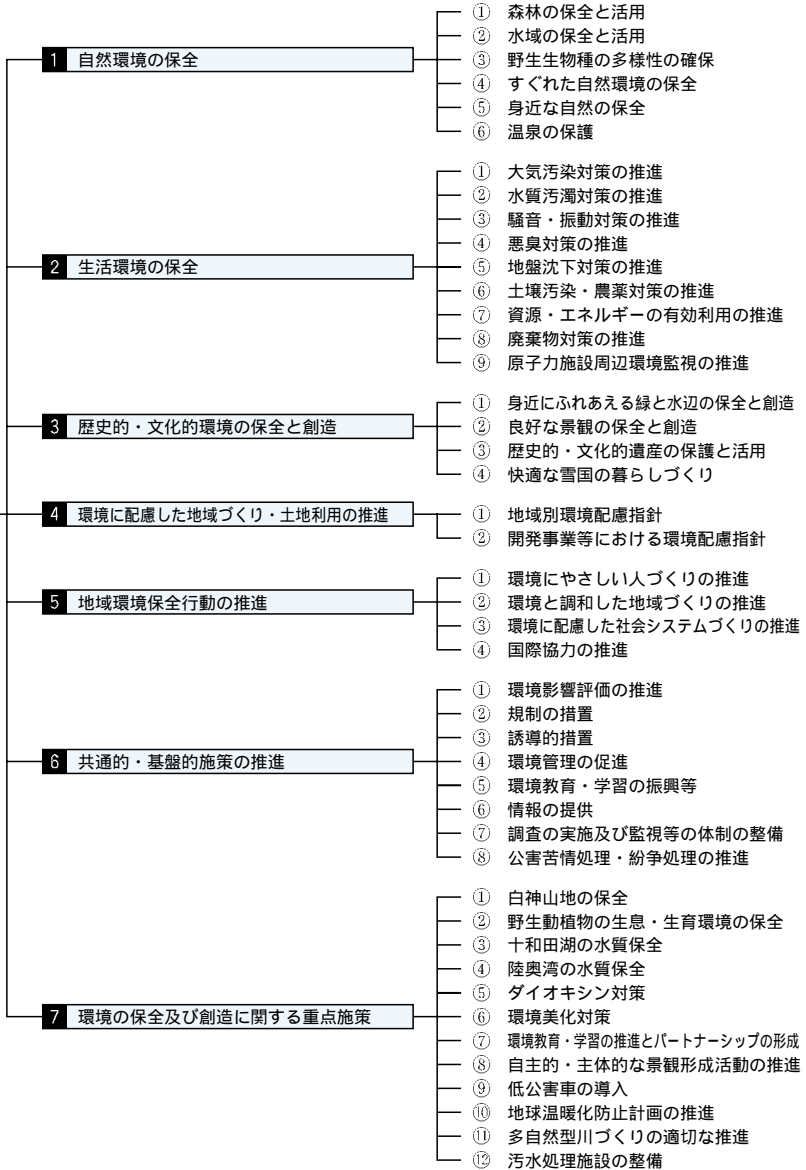 1 自然環境の保全
① 森林の保全と活用
② 水域の保全と活用
③ 野生生物種の多様性の確保
④ すぐれた自然環境の保全
⑤ 身近な自然の保全
⑥ 温泉の保護
2 生活環境の保全
① 大気汚染対策の推進
② 水質汚濁対策の推進
③ 騒音・振動対策の推進
④ 悪臭対策の推進
⑤ 地盤沈下対策の推進
⑥ 土壌汚染・農薬対策の推進
⑦ 資源・エネルギーの有効利用の推進
⑧ 廃棄物対策の推進
⑨ 原子力施設周辺環境監視の推進
3 歴史的・文化的環境の保全と創造
① 身近にふれあえる緑と水辺の保全と創造
② 良好な景観の保全と創造
③ 歴史的・文化的遺産の保護と活用
④ 快適な雪国の暮らしづくり
4 環境に配慮した地域づくり・土地利用の推進
① 地域別環境配慮指針
② 開発事業等における環境配慮指針
5 地域環境保全行動の推進
① 環境にやさしい人づくりの推進
② 環境と調和した地域づくりの推進
③ 環境に配慮した社会システムづくりの推進
④ 国際協力の推進
6 共通的・基盤的施策の推進
① 環境影響評価の推進
② 規制の措置
③ 誘導的措置
④ 環境管理の促進
⑤ 環境教育・学習の振興等
⑥ 情報の提供
⑦ 調査の実施及び監視等の体制の整備
⑧ 公害苦情処理・紛争処理の推進
7 環境の保全及び創造に関する重点施策
① 白神山地の保全
② 野生動植物の生息・生育環境の保全
③ 十和田湖の水質保全
④ 陸奥湾の水質保全
⑤ ダイオキシン対策
⑥ 環境美化対策
⑦ 環境教育・学習の推進とパートナーシップの形成
⑧ 自主的・主体的な景観形成活動の推進
⑨ 低公害車の導入
⑩ 地球温暖化防止計画の推進
⑪ 多自然型川づくりの適切な推進
⑫ 汚水処理施設の整備